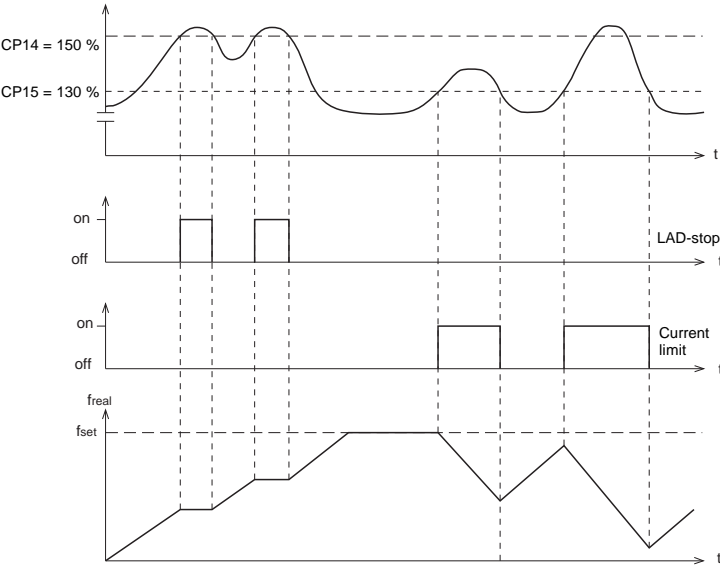 CP14 = 150 %
CP15 = 130 %
t
on
off
LAD-stop
t
on
off
Current
limit
t
freal
fset
t